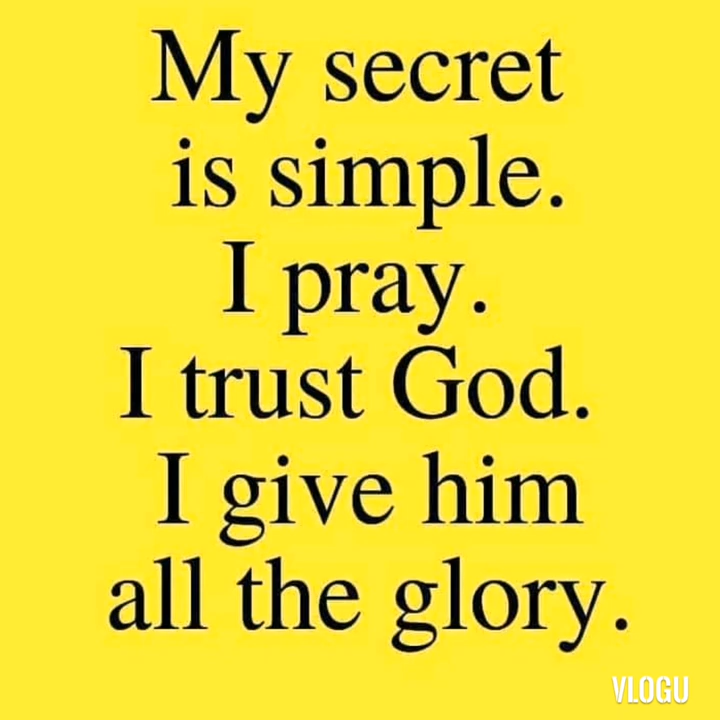 My secret
is simple.
I pray.
I trust God.
I give him
all the glory.
VLOGU